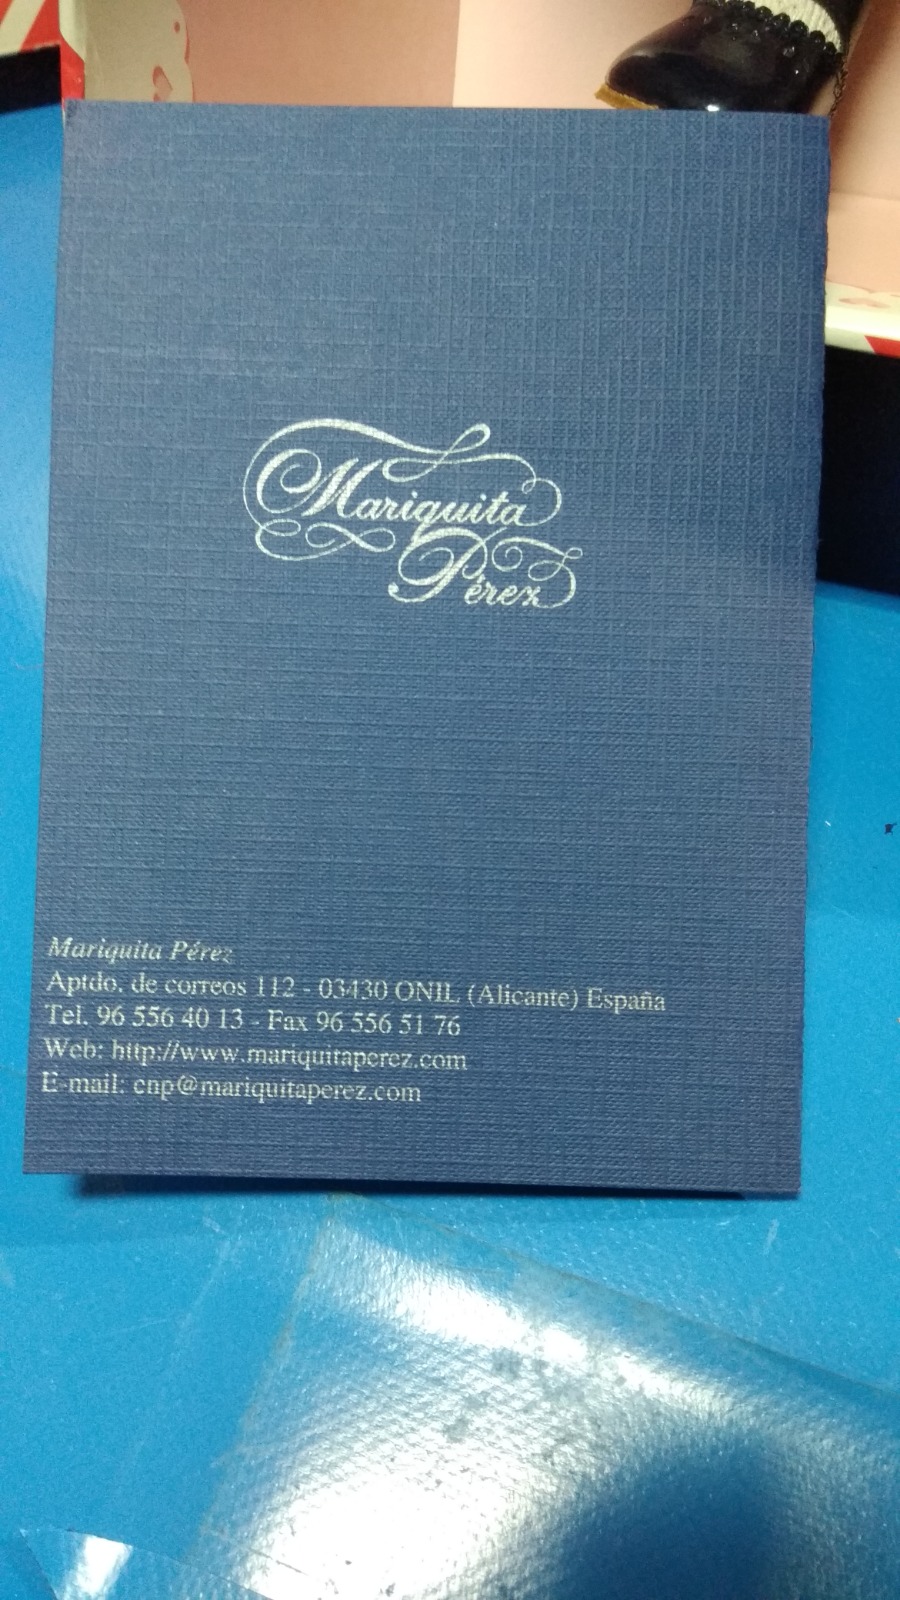 Mariquita
Pérez
Mariquita Pérez
Aptdo. de correos 112 - 03430 ONIL (Alicante) España
Tel. 96 556 40 13 - Fax 96 556 51 76
Web: http://www.mariquitaperez.com
E-mail: cnp@mariquitaperez.com